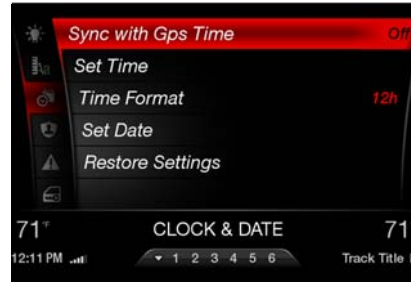 Sync with Gps Time Off
Set Time
Time Format 12h
Set Date
Restore Settings
71°F CLOCK & DATE 71
12:11 PM 1 2 3 4 5 6 Track Title